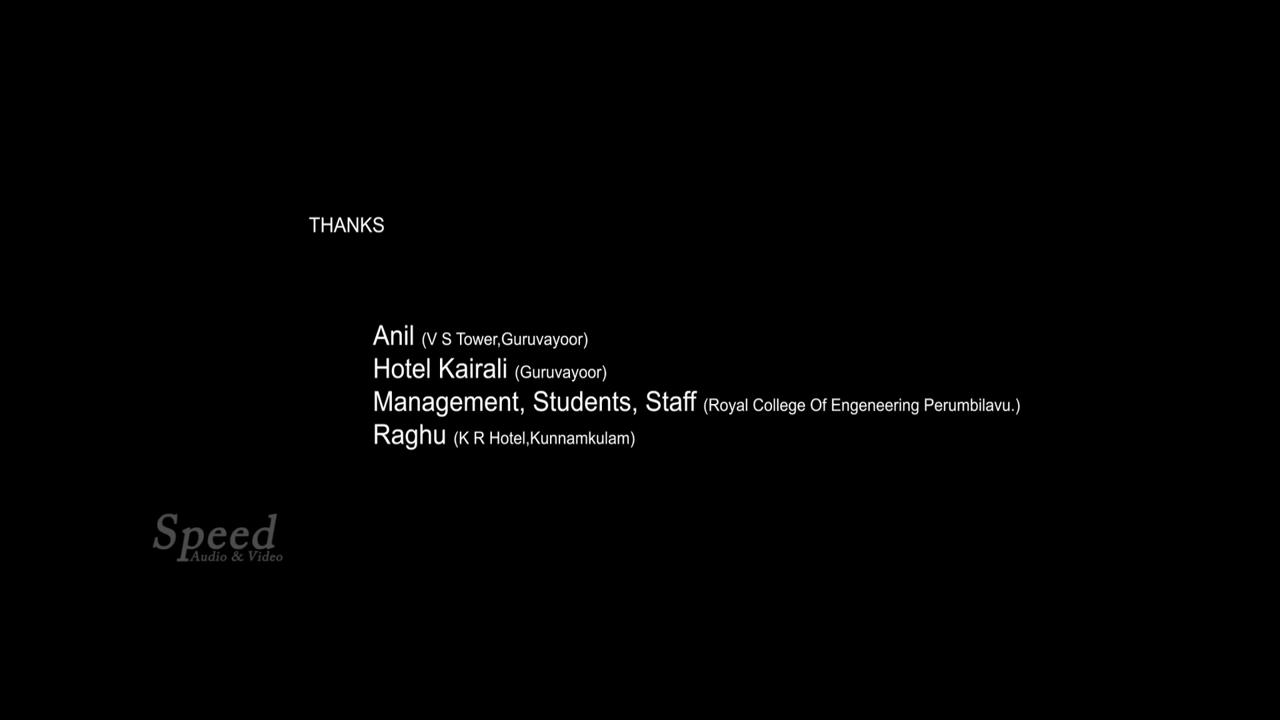 THANKS
Anil (V S Tower,Guruvayoor)
Hotel Kairali (Guruvayoor)
Management, Students, Staff (Royal College Of Engeneering Perumbilavu.)
Raghu (K R Hotel,Kunnamkulam)
Speed
Audio & Video